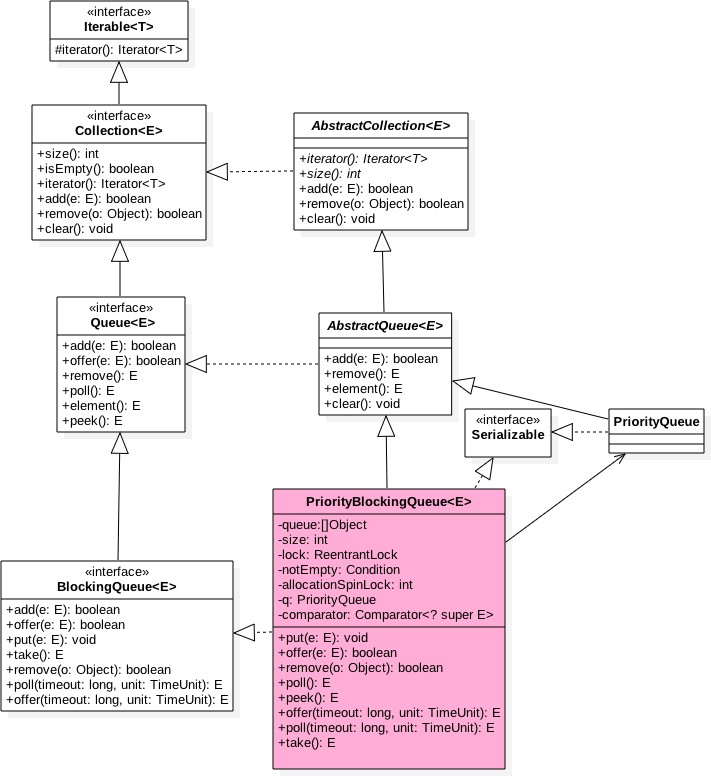 «interface»
Iterable<T>
#iterator(): Iterator<T>
«interface»
Collection<E>
+size(): int
+isEmpty(): boolean
+iterator(): Iterator<T>
+add(e: E): boolean
+remove(o: Object): boolean
+clear(): void
AbstractCollection<E>
+iterator(): Iterator<T>
+size(): int
+add(e: E): boolean
+remove(o: Object): boolean
+clear(): void
«interface»
Queue<E>
+add(e: E): boolean
+offer(e: E): boolean
+remove(): E
+poll(): E
+element(): E
+peek(): E
AbstractQueue<E>
+add(e: E): boolean
+remove(): E
+element(): E
+clear(): void
«interface»
Serializable
PriorityQueue
«interface»
BlockingQueue<E>
+add(e: E): boolean
+offer(e: E): boolean
+put(e: E): void
+take(): E
+remove(o: Object): boolean
+poll(timeout: long, unit: TimeUnit): E
+offer(timeout: long, unit: TimeUnit): E
PriorityBlockingQueue<E>
-queue:[]Object
-size: int
-lock: ReentrantLock
-notEmpty: Condition
-allocationSpinLock: int
-q: PriorityQueue
-comparator: Comparator<? super E>
+put(e: E): void
+offer(e: E): boolean
+remove(o: Object): boolean
+poll(): E
+peek(): E
+offer(timeout: long, unit: TimeUnit): E
+poll(timeout: long, unit: TimeUnit): E
+take(): E